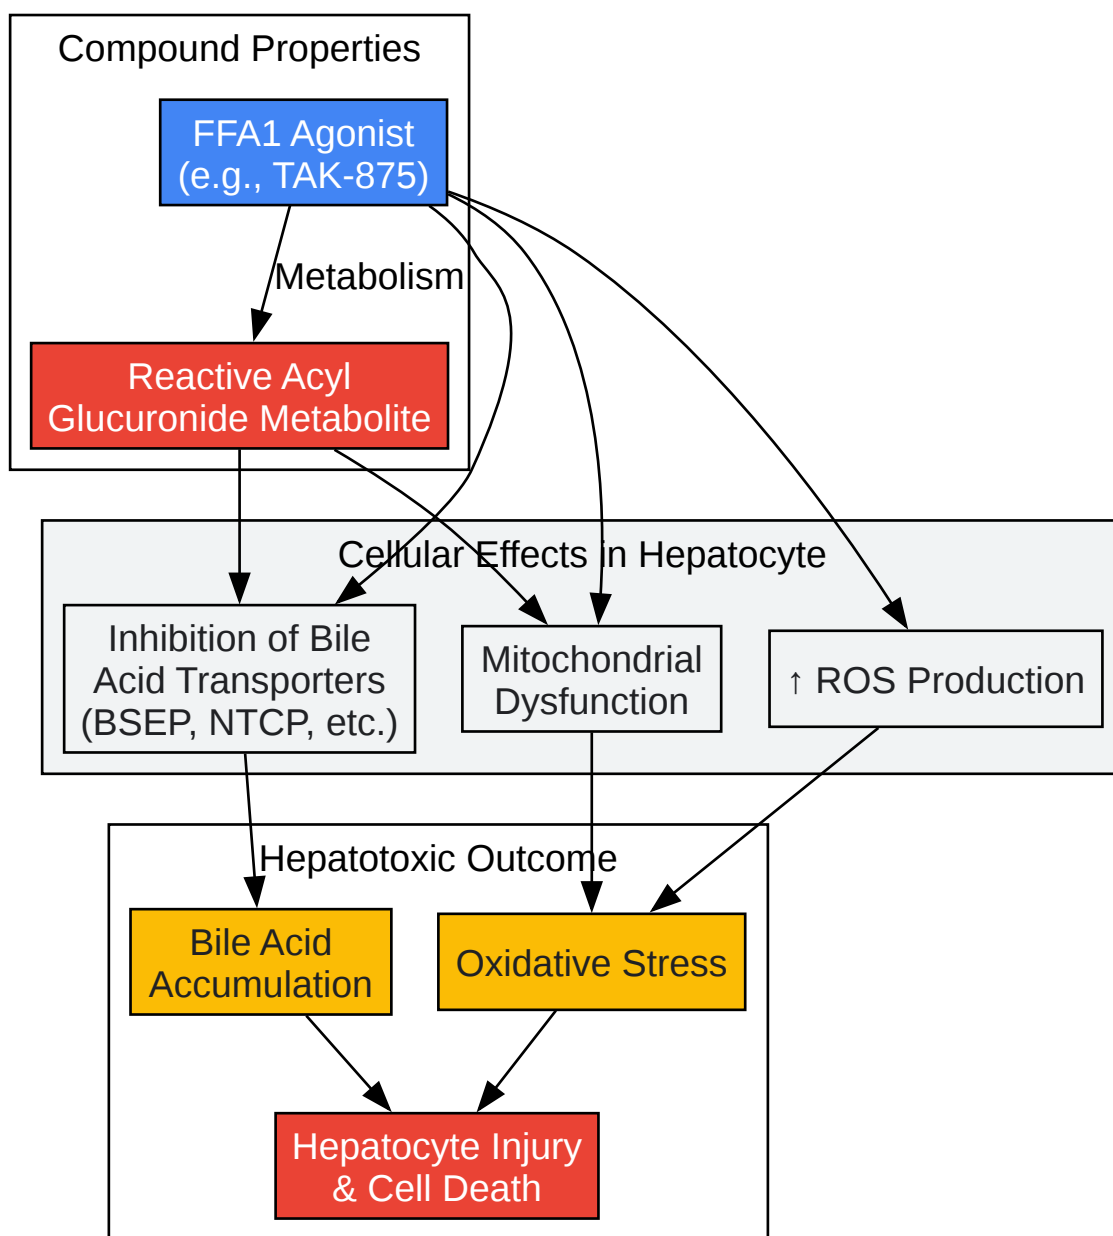 Compound Properties
FFA1 Agonist
(e.g., TAK-875)
Metabolism
Reactive Acyl
Glucuronide Metabolite
Cellular Effects in Hepatocyte
Inhibition of Bile
Acid Transporters
(BSEP, NTCP, etc.)
Mitochondrial
Dysfunction
↑ ROS Production
Hepatotoxic Outcome
Bile Acid
Accumulation
Oxidative Stress
Hepatocyte Injury
& Cell Death